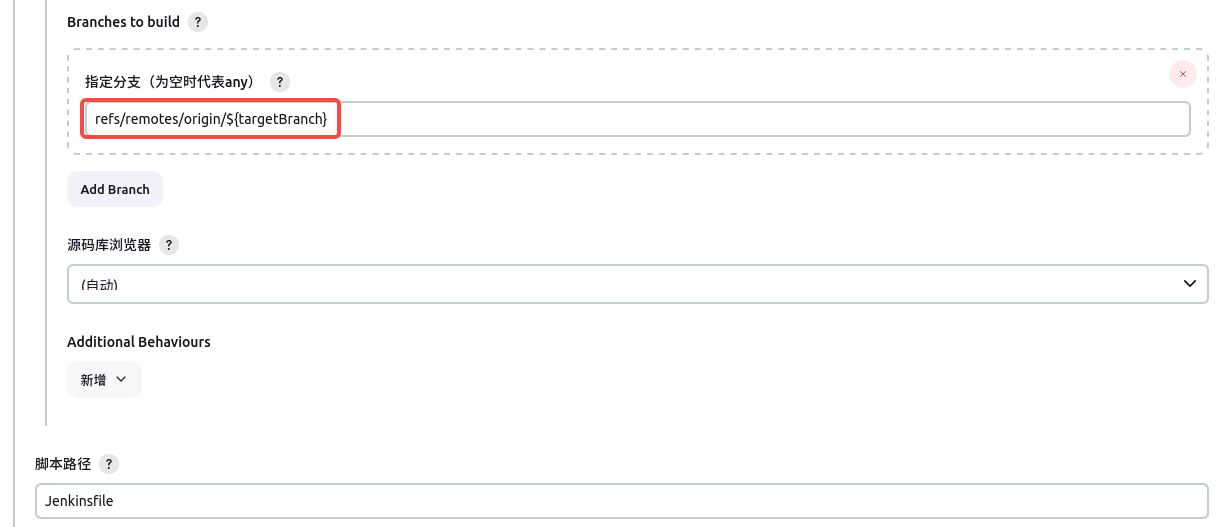 Branches to build ?
指定分支（为空时代表any） ?
refs/remotes/origin/${targetBranch}
Add Branch
源码库浏览器 ?
(自动)
Additional Behaviours
新增
脚本路径 ?
Jenkinsfile